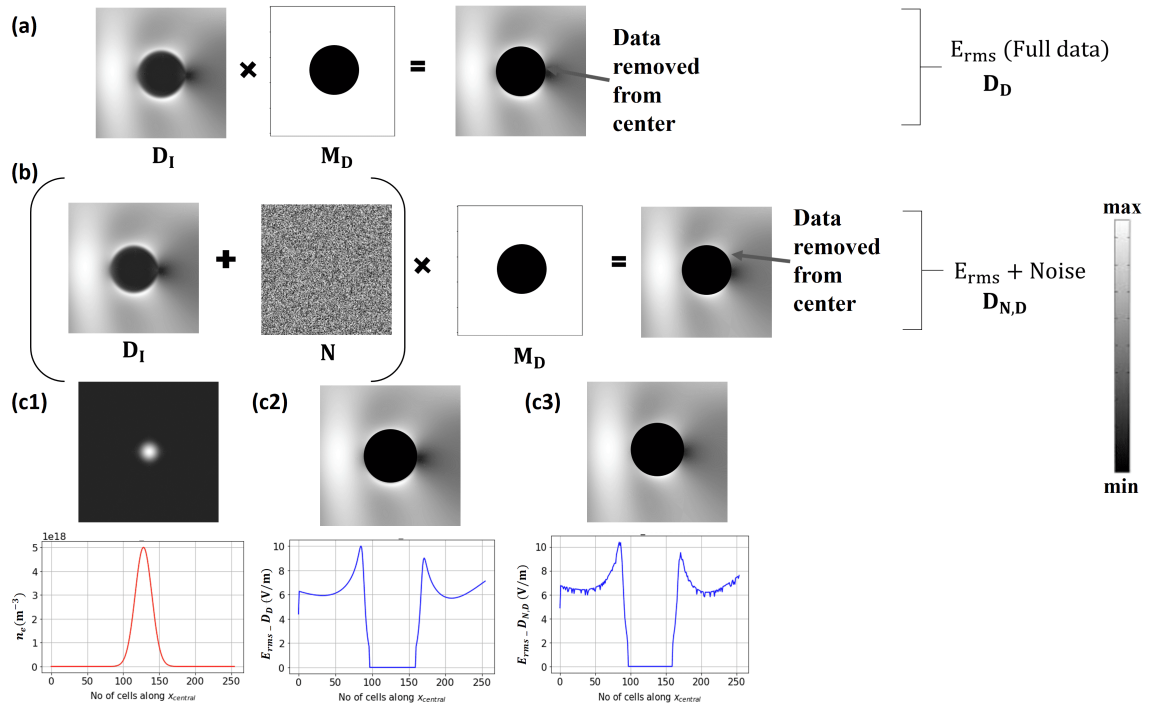 (a)
×
=
Data
removed
from
center
E_rms (Full data)
D_D
D_I
M_D
(b)
+
×
=
Data
removed
from
center
E_rms + Noise
D_N,D
max
min
D_I
N
M_D
(c1)
(c2)
(c3)
1e18
5
4
3
2
1
0
n_e(m⁻³)
0 50 100 150 200 250
No of cells along x_central
10
8
6
4
2
0
E_rms – D_D (V/m)
0 50 100 150 200 250
No of cells along x_central
10
8
6
4
2
0
E_rms – D_N,D (V/m)
0 50 100 150 200 250
No of cells along x_central